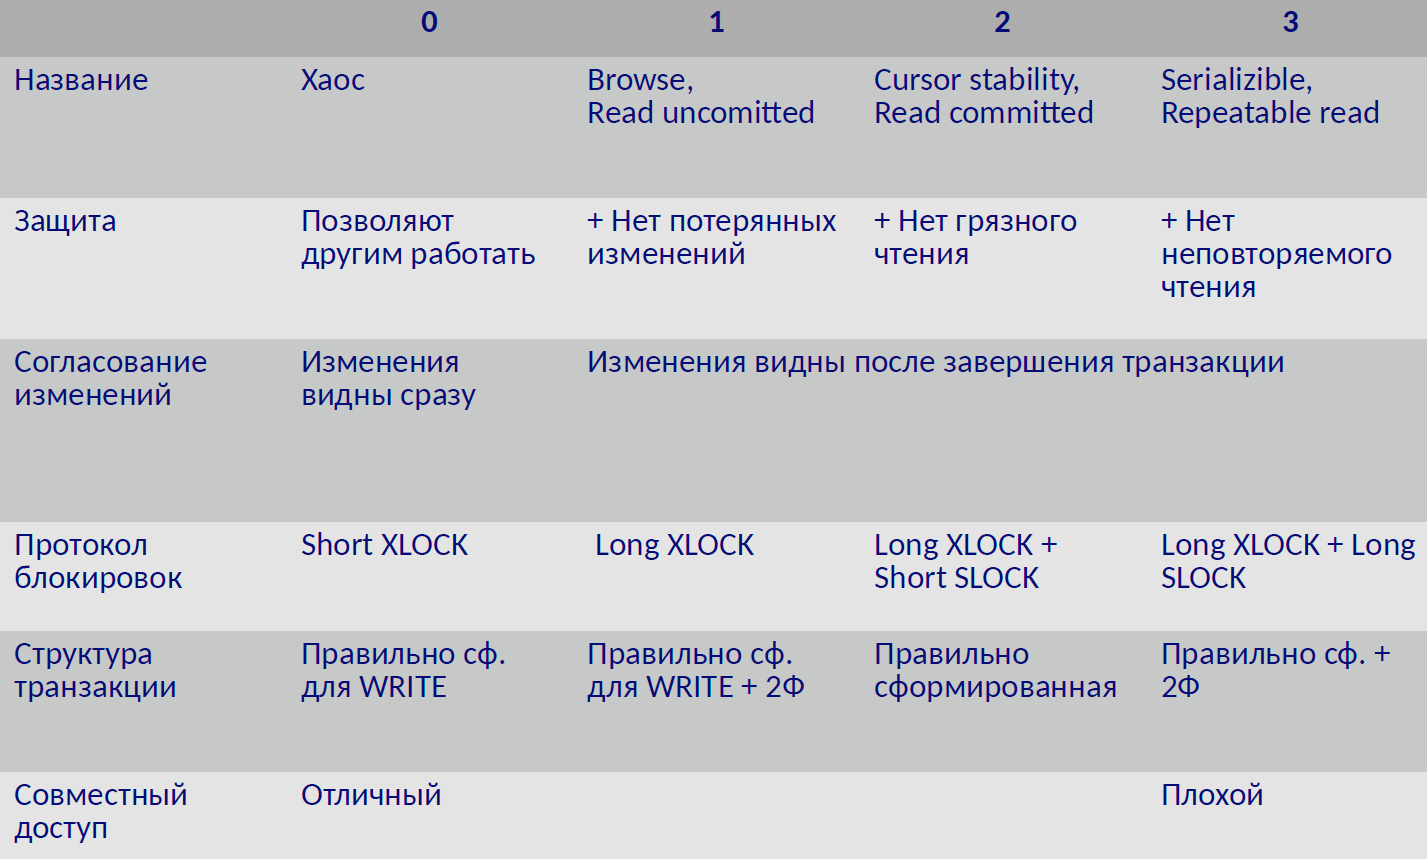 0 1 2 3
Название Хаос Browse, Cursor stability, Serializible,
Read uncomitted Read committed Repeatable read
Защита Позволяют + Нет потерянных + Нет грязного + Нет
другим работать изменений чтения неповторяемого
чтения
Согласование Изменения Изменения видны после завершения транзакции
изменений видны сразу
Протокол Short XLOCK Long XLOCK Long XLOCK + Long XLOCK + Long
блокировок Short SLOCK SLOCK
Структура Правильно сф. Правильно сф. Правильно Правильно сф. +
транзакции для WRITE для WRITE + 2Ф сформированная 2Ф
Совместный Отличный Плохой
доступ